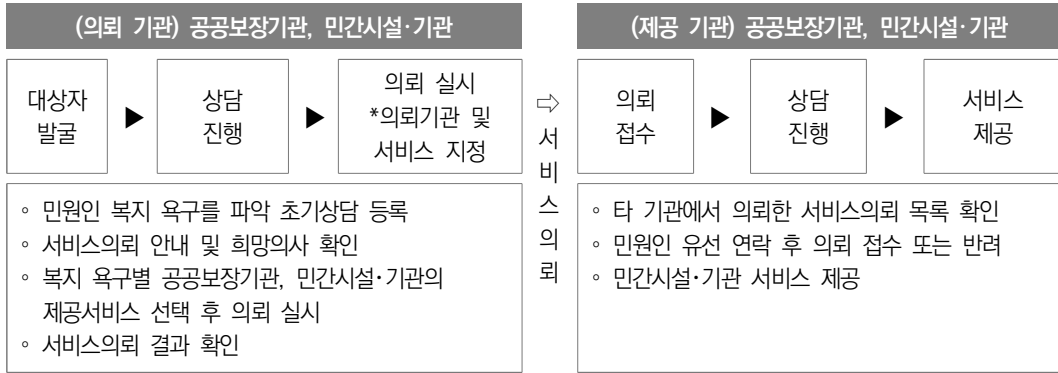 (의뢰 기관) 공공보장기관, 민간시설·기관
대상자
발굴
▶
상담
진행
▶
의뢰 실시
*의뢰기관 및
서비스 지정
◦ 민원인 복지 욕구를 파악 초기상담 등록
◦ 서비스의뢰 안내 및 희망의사 확인
◦ 복지 욕구별 공공보장기관, 민간시설·기관의
제공서비스 선택 후 의뢰 실시
◦ 서비스의뢰 결과 확인
⇨
서
비
스
의
뢰
(제공 기관) 공공보장기관, 민간시설·기관
의뢰
접수
▶
상담
진행
▶
서비스
제공
◦ 타 기관에서 의뢰한 서비스의뢰 목록 확인
◦ 민원인 유선 연락 후 의뢰 접수 또는 반려
◦ 민간시설·기관 서비스 제공